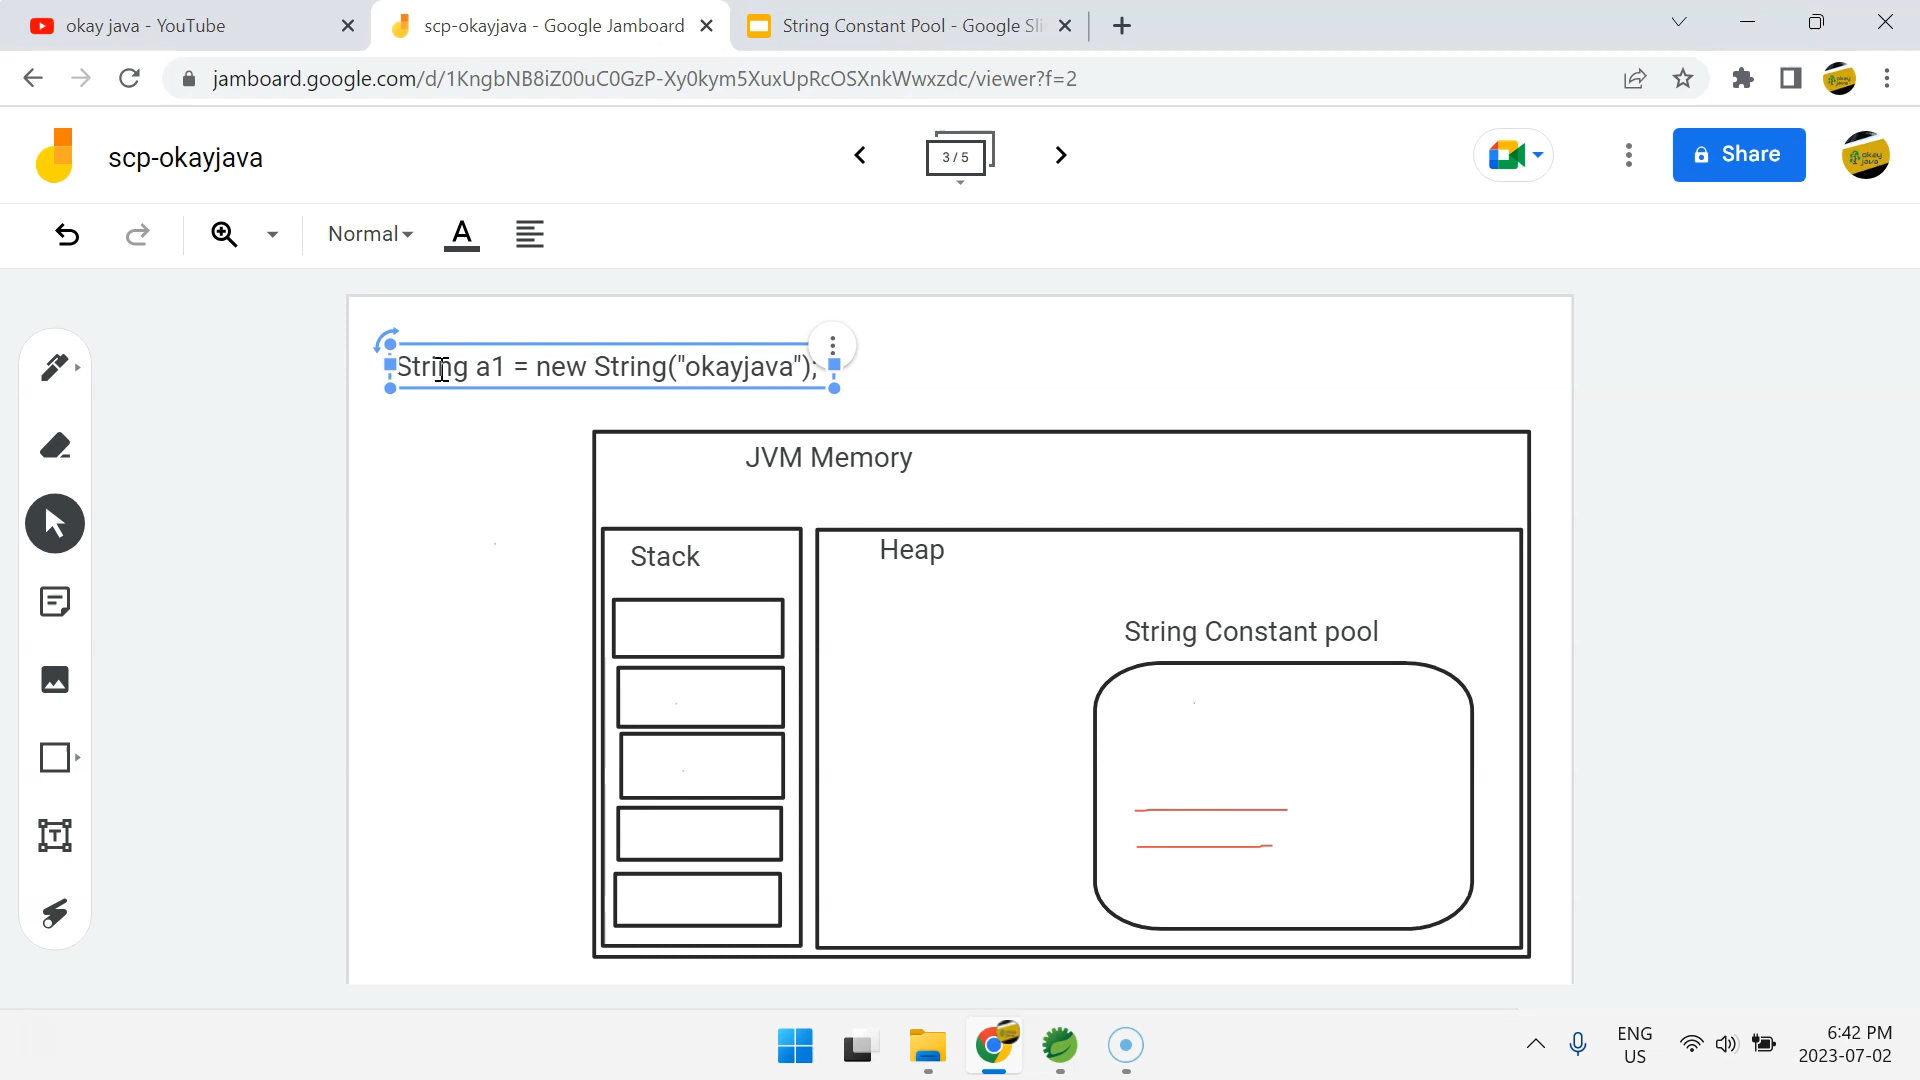 okay java - YouTube
scp-okayjava - Google Jamboard
String Constant Pool - Google Sli
jamboard.google.com/d/1KngbNB8iZ00uC0GzP-Xy0kym5XuxUpRcOSXnkWwxzdc/viewer?f=2
scp-okayjava
3 / 5
Share
Normal
A
String a1 = new String("okayjava");
JVM Memory
Stack
Heap
String Constant pool
T
ENG
US
6:42 PM
2023-07-02